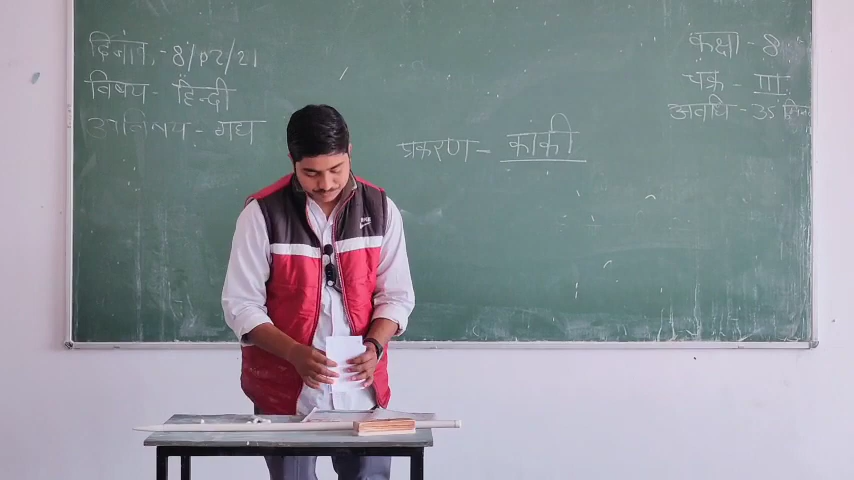 दिनांक - 8/02/21
विषय - हिन्दी
उपविषय - गद्य
प्रकरण - काकी
कक्षा - 8
चक्र - III
अवधि - 35 मिनट